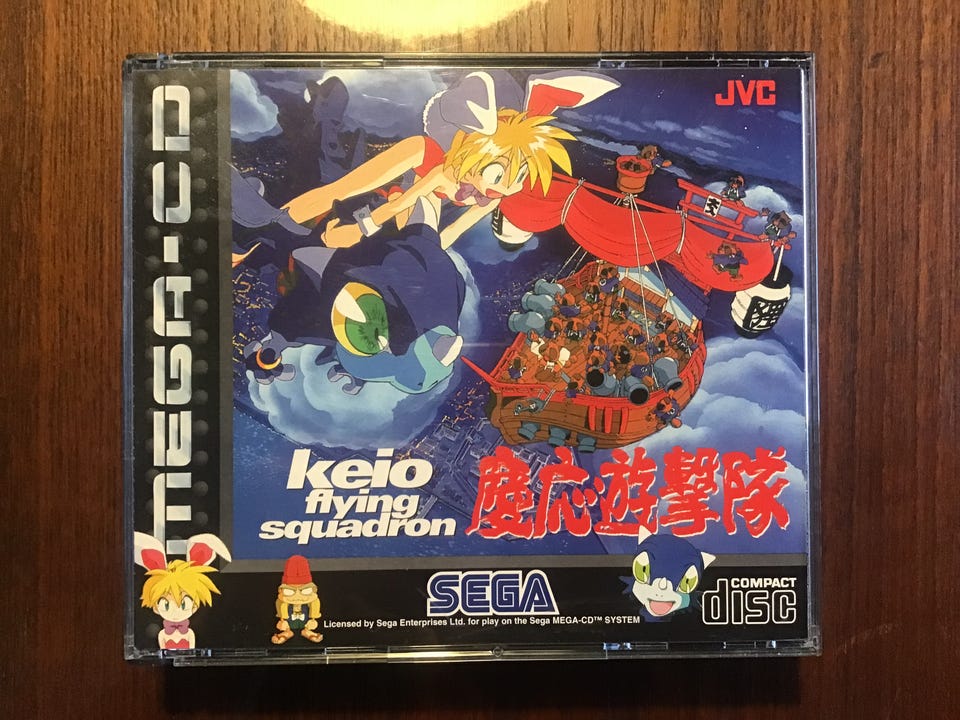 MEGA-CD
JVC
大
keio
flying
squadron
慶応遊撃隊
SEGA
Licensed by Sega Enterprises Ltd. for play on the Sega MEGA-CD™ SYSTEM
COMPACT
disc